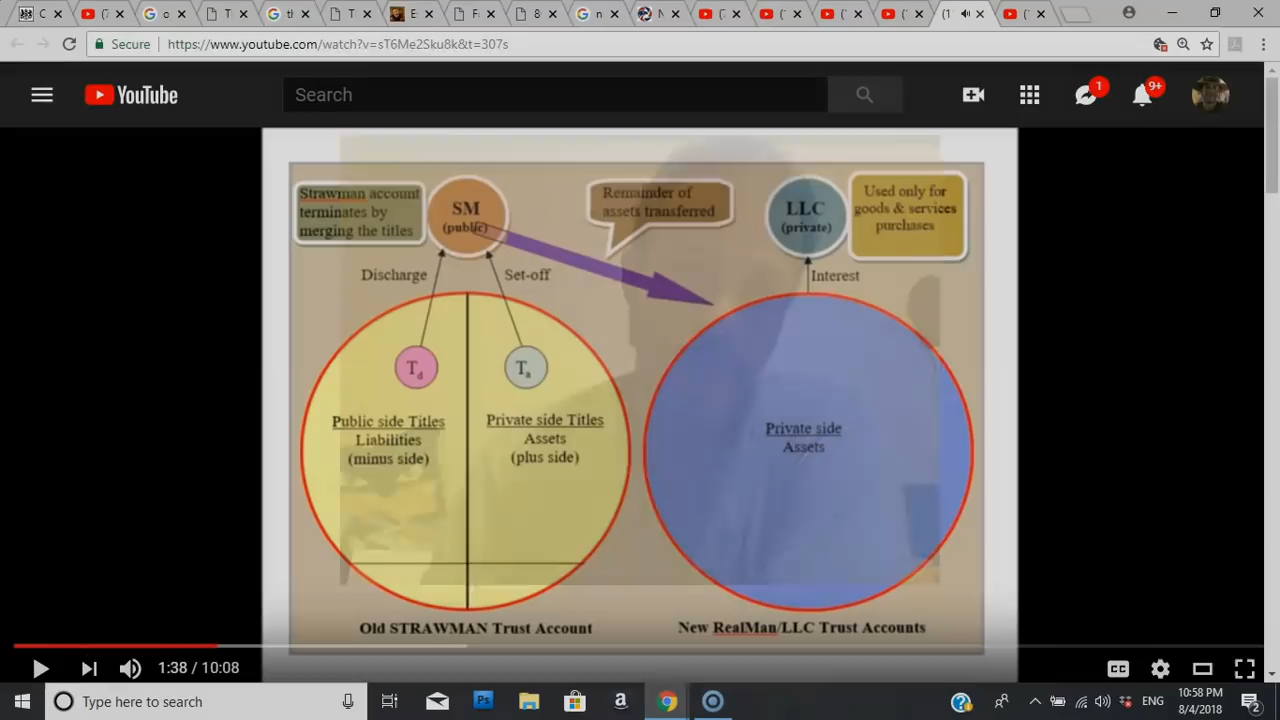 Secure
https://www.youtube.com/watch?v=sT6Me2Sku8k&t=307s
YouTube
Search
1
9+
Strawman account
terminates by
merging the titles
SM
(public)
Remainder of
assets transferred
LLC
(private)
Used only for
goods & services
purchases
Discharge
Set-off
Interest
Td
Ta
Public side Titles
Liabilities
(minus side)
Private side Titles
Assets
(plus side)
Private side
Assets
Old STRAWMAN Trust Account
New RealMan/LLC Trust Accounts
1:38 / 10:08
CC
Type here to search
Ps
a
ENG
10:58 PM
8/4/2018
2